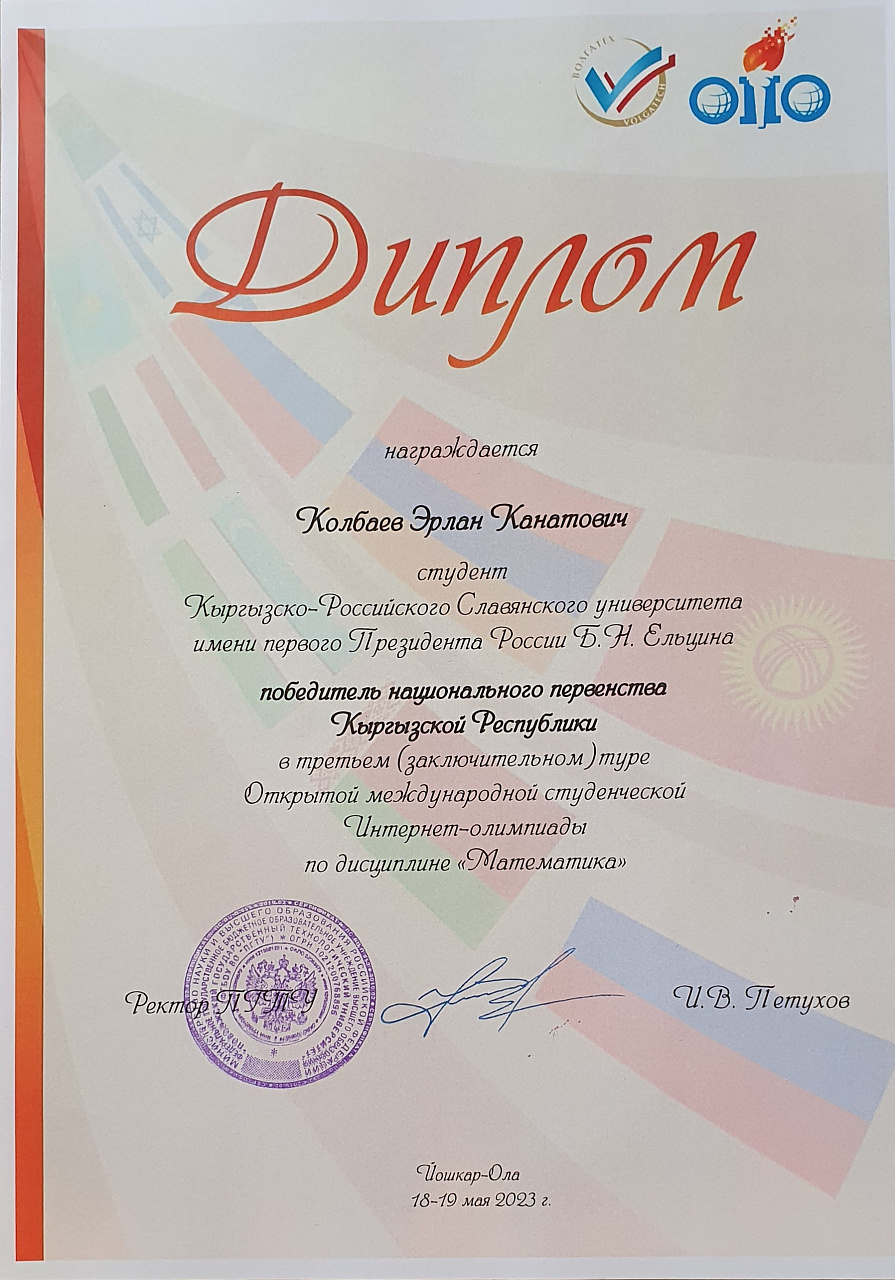 ВОЛГАТЕХ
VOLGATECH
Диплом
награждается
Колбаев Эрлан Канатович
студент
Кыргызско-Российского Славянского университета
имени первого Президента России Б.Н. Ельцина
победитель национального первенства
Кыргызской Республики
в третьем (заключительном) туре
Открытой международной студенческой
Интернет-олимпиады
по дисциплине «Математика»
Ректор ПГТУ
И.В. Петухов
Йошкар-Ола
18-19 мая 2023 г.